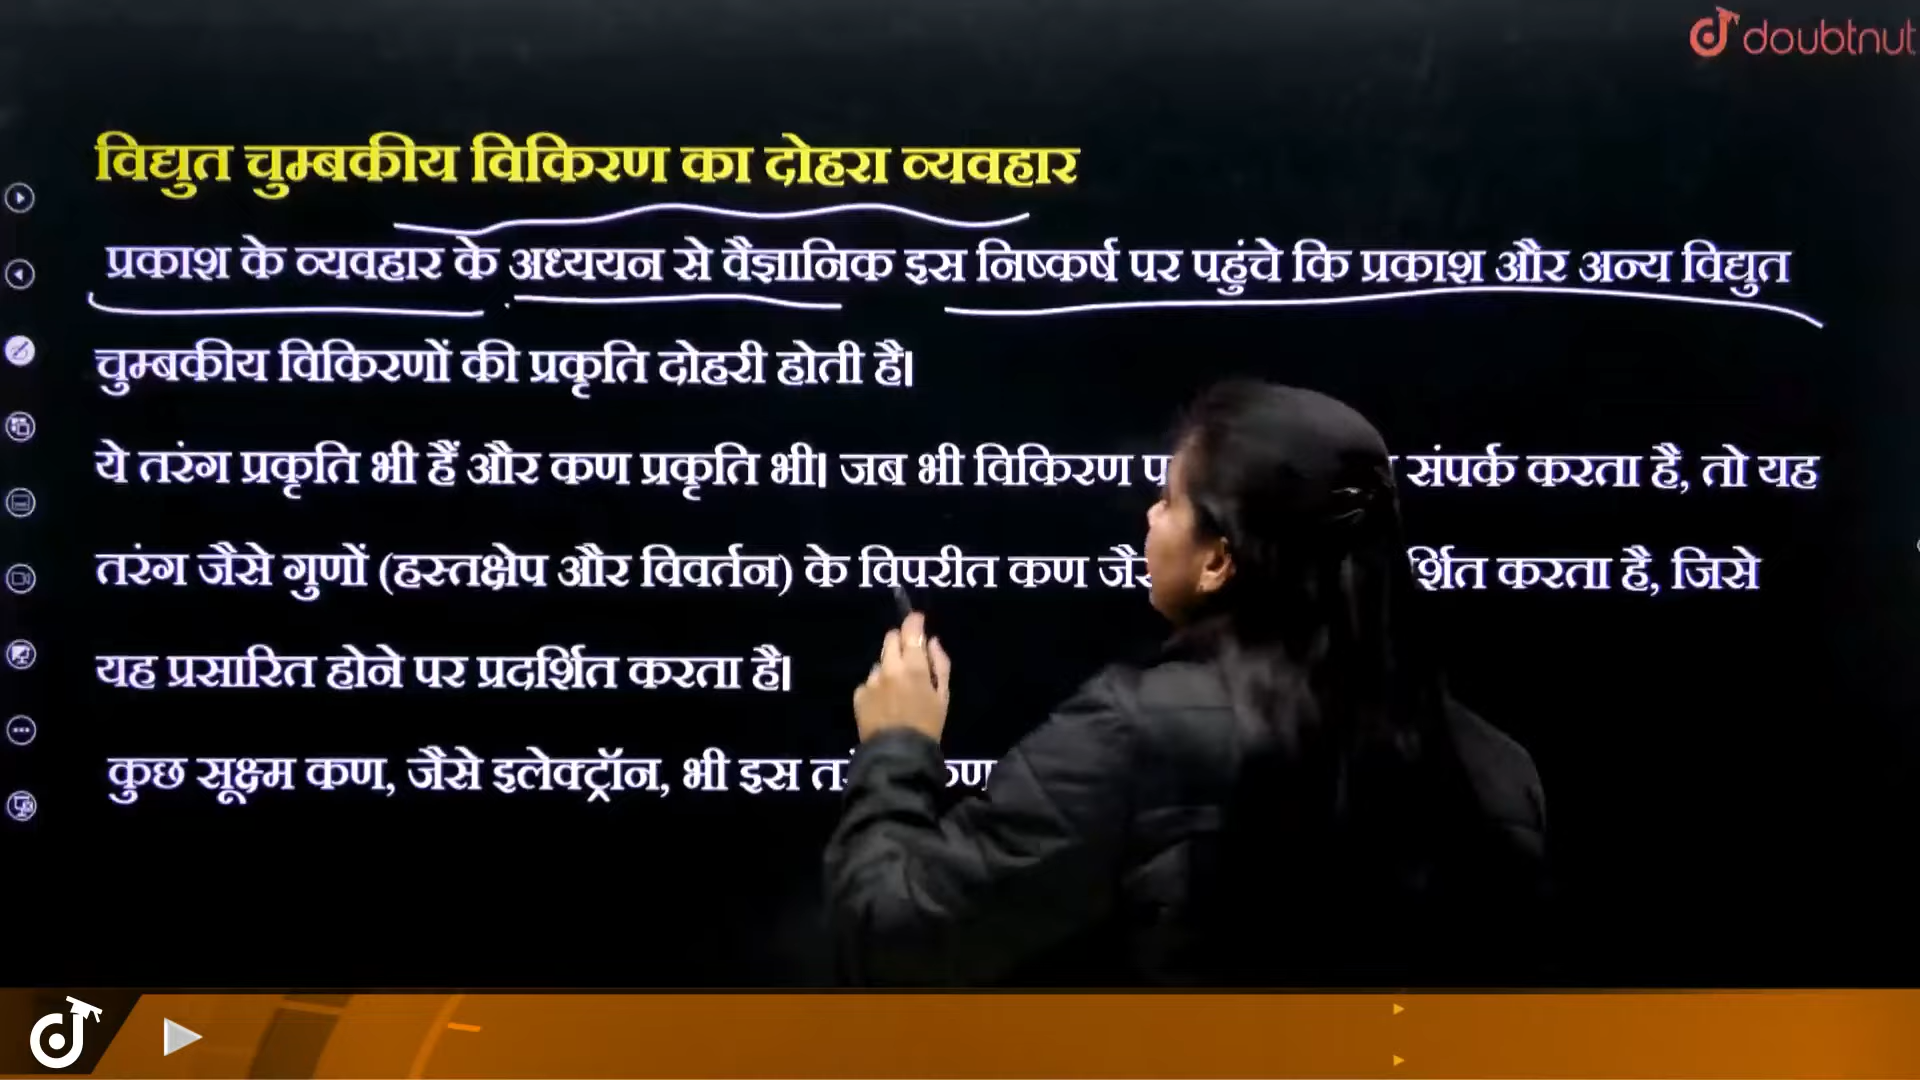 doubtnut
विद्युत चुम्बकीय विकिरण का दोहरा व्यवहार
प्रकाश के व्यवहार के अध्ययन से वैज्ञानिक इस निष्कर्ष पर पहुंचे कि प्रकाश और अन्य विद्युत
चुम्बकीय विकिरणों की प्रकृति दोहरी होती है।
ये तरंग प्रकृति भी हैं और कण प्रकृति भी। जब भी विकिरण संपर्क करता है, तो यह
तरंग जैसे गुणों (हस्तक्षेप और विवर्तन) के विपरीत कण करता है, जिसे
यह प्रसारित होने पर प्रदर्शित करता है।
कुछ सूक्ष्म कण, जैसे इलेक्ट्रॉन, भी इस